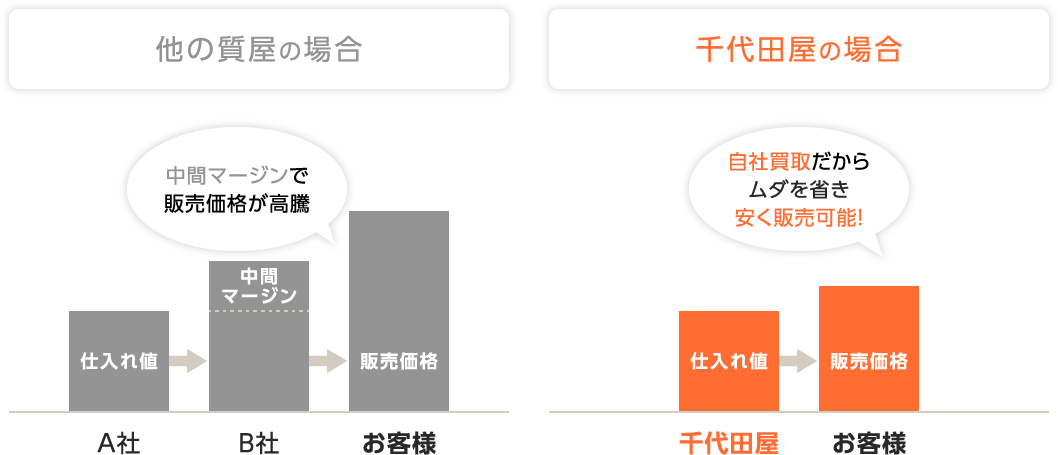 他の質屋の場合
中間マージンで
販売価格が高騰
中間
マージン
仕入れ値
販売価格
A社
B社
お客様
千代田屋の場合
自社買取だから
ムダを省き
安く販売可能!
仕入れ値
販売価格
千代田屋
お客様